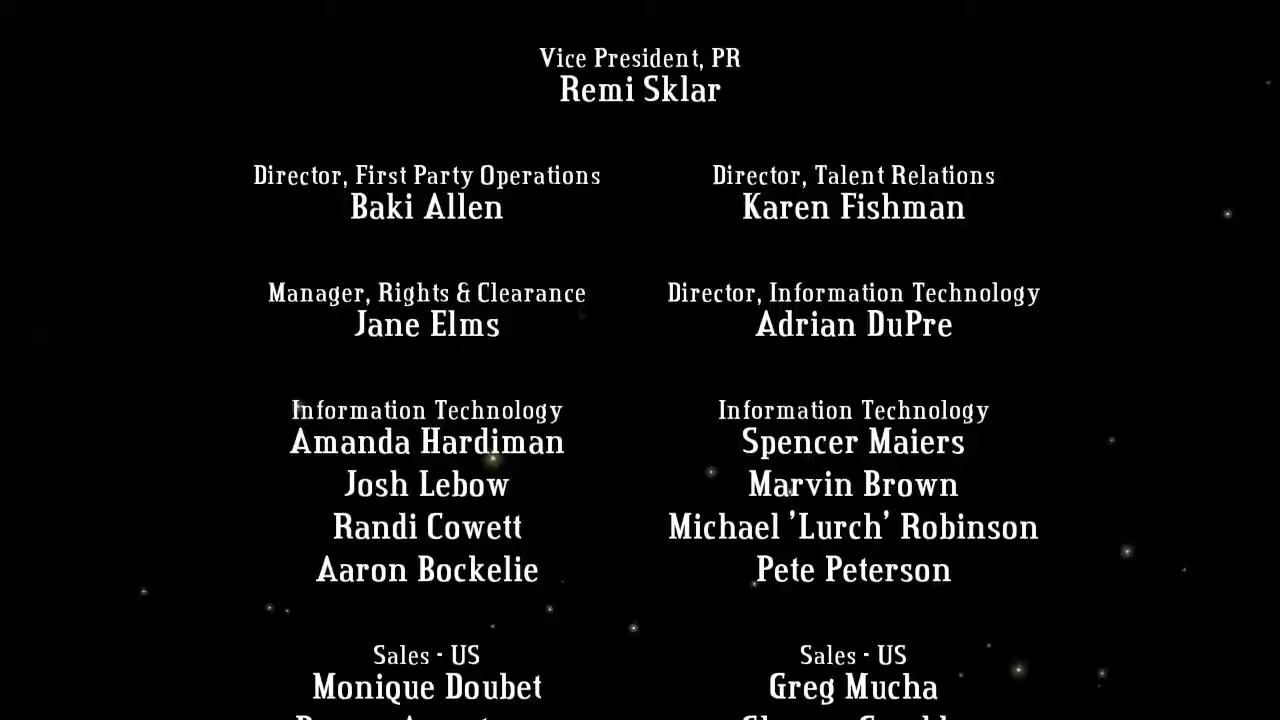 Vice President, PR
Remi Sklar
Director, First Party Operations
Baki Allen
Director, Talent Relations
Karen Fishman
Manager, Rights & Clearance
Jane Elms
Director, Information Technology
Adrian DuPre
Information Technology
Amanda Hardiman
Josh Lebow
Randi Cowett
Aaron Bockelie
Information Technology
Spencer Maiers
Marvin Brown
Michael 'Lurch' Robinson
Pete Peterson
Sales - US
Monique Doubet
Sales - US
Greg Mucha